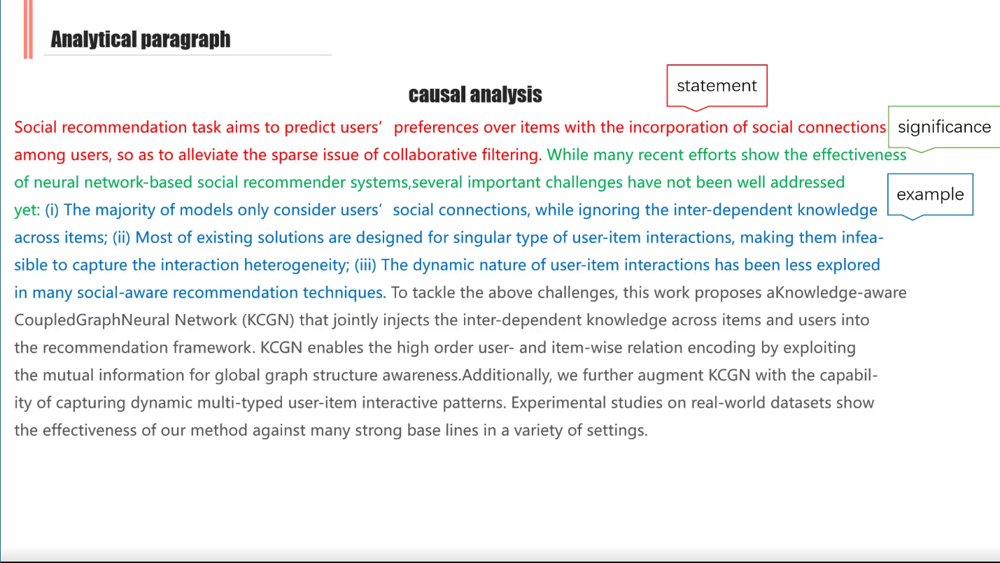 Analytical paragraph
statement
causal analysis
Social recommendation task aims to predict users’ preferences over items with the incorporation of social connections
significance
among users, so as to alleviate the sparse issue of collaborative filtering. While many recent efforts show the effectiveness
of neural network-based social recommender systems,several important challenges have not been well addressed
example
yet: (i) The majority of models only consider users’ social connections, while ignoring the inter-dependent knowledge
across items; (ii) Most of existing solutions are designed for singular type of user-item interactions, making them infea-
sible to capture the interaction heterogeneity; (iii) The dynamic nature of user-item interactions has been less explored
in many social-aware recommendation techniques. To tackle the above challenges, this work proposes aKnowledge-aware
CoupledGraphNeural Network (KCGN) that jointly injects the inter-dependent knowledge across items and users into
the recommendation framework. KCGN enables the high order user- and item-wise relation encoding by exploiting
the mutual information for global graph structure awareness.Additionally, we further augment KCGN with the capabil-
ity of capturing dynamic multi-typed user-item interactive patterns. Experimental studies on real-world datasets show
the effectiveness of our method against many strong base lines in a variety of settings.